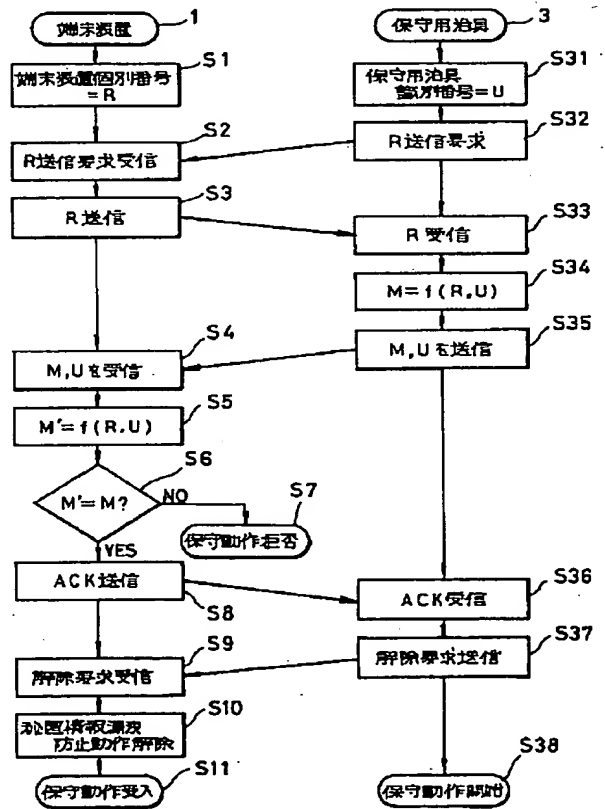 端末装置
1
S1
端末装置個別番号
=R
S2
R送信要求受信
S3
R送信
S4
M,Uを受信
S5
M'=f(R,U)
S6
M'=M?
NO
S7
保守動作拒否
YES
ACK送信
S8
S9
解除要求受信
S10
秘匿情報漏洩
防止動作解除
S11
保守動作受入
保守用治具
3
S31
保守用治具
識別番号=U
S32
R送信要求
S33
R受信
S34
M=f(R,U)
S35
M,Uを送信
S36
ACK受信
S37
解除要求送信
S38
保守動作開始